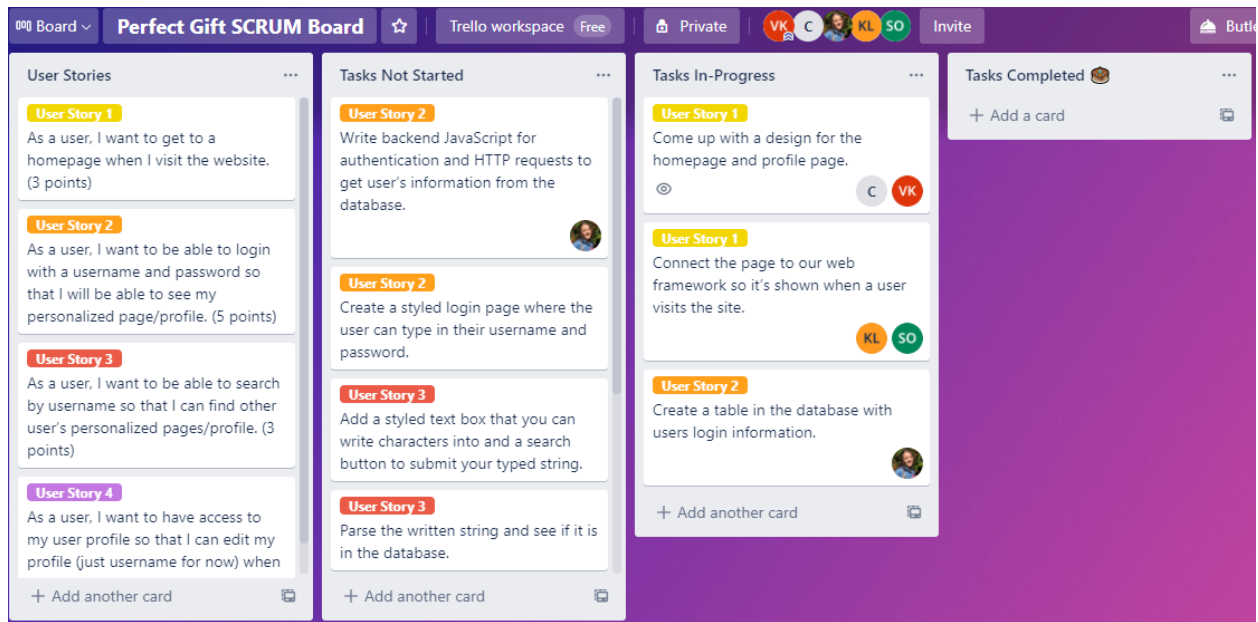 Board
Perfect Gift SCRUM Board
Trello workspace Free
Private
VK C KL SO
Invite
User Stories
User Story 1
As a user, I want to get to a
homepage when I visit the website.
(3 points)
User Story 2
As a user, I want to be able to login
with a username and password so
that I will be able to see my
personalized page/profile. (5 points)
User Story 3
As a user, I want to be able to search
by username so that I can find other
user's personalized pages/profile. (3
points)
User Story 4
As a user, I want to have access to
my user profile so that I can edit my
profile (just username for now) when
+ Add another card
Tasks Not Started
User Story 2
Write backend JavaScript for
authentication and HTTP requests to
get user's information from the
database.
User Story 2
Create a styled login page where the
user can type in their username and
password.
User Story 3
Add a styled text box that you can
write characters into and a search
button to submit your typed string.
User Story 3
Parse the written string and see if it is
in the database.
+ Add another card
Tasks In-Progress
User Story 1
Come up with a design for the
homepage and profile page.
C VK
User Story 1
Connect the page to our web
framework so it's shown when a user
visits the site.
KL SO
User Story 2
Create a table in the database with
users login information.
+ Add another card
Tasks Completed
+ Add a card